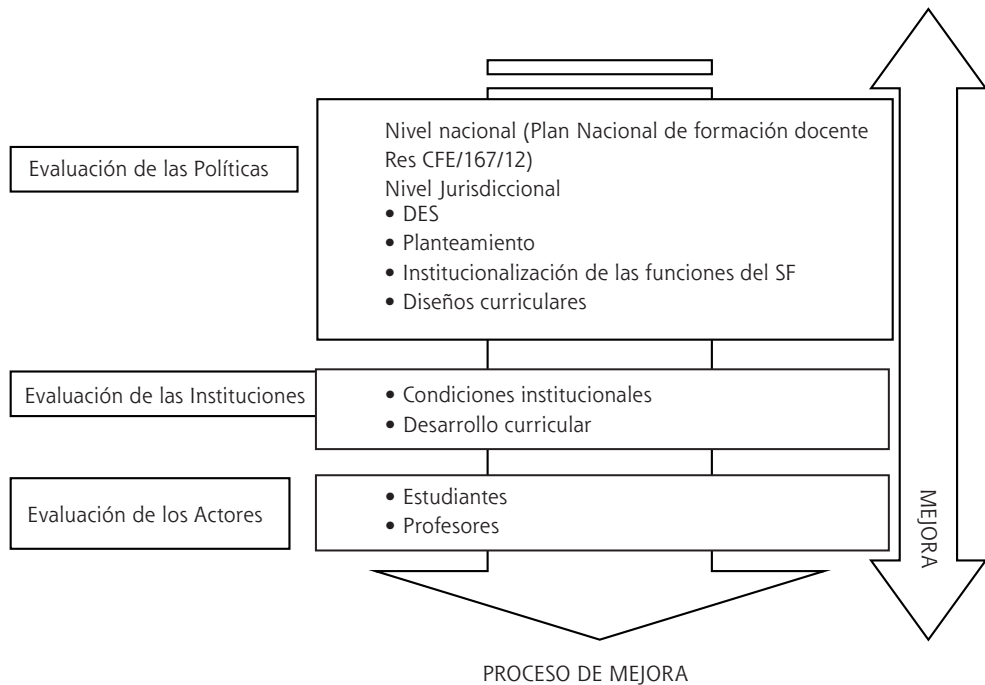 Evaluación de las Políticas
Nivel nacional (Plan Nacional de formación docente
Res CFE/167/12)
Nivel Jurisdiccional
• DES
• Planteamiento
• Institucionalización de las funciones del SF
• Diseños curriculares
Evaluación de las Instituciones
• Condiciones institucionales
• Desarrollo curricular
Evaluación de los Actores
• Estudiantes
• Profesores
MEJORA
PROCESO DE MEJORA